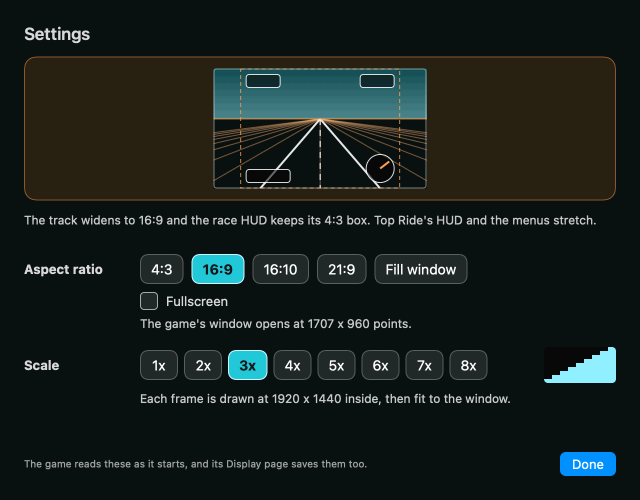 Settings
The track widens to 16:9 and the race HUD keeps its 4:3 box. Top Ride's HUD and the menus stretch.
Aspect ratio 4:3 16:9 16:10 21:9 Fill window
Fullscreen
The game's window opens at 1707 x 960 points.
Scale 1x 2x 3x 4x 5x 6x 7x 8x
Each frame is drawn at 1920 x 1440 inside, then fit to the window.
The game reads these as it starts, and its Display page saves them too. Done